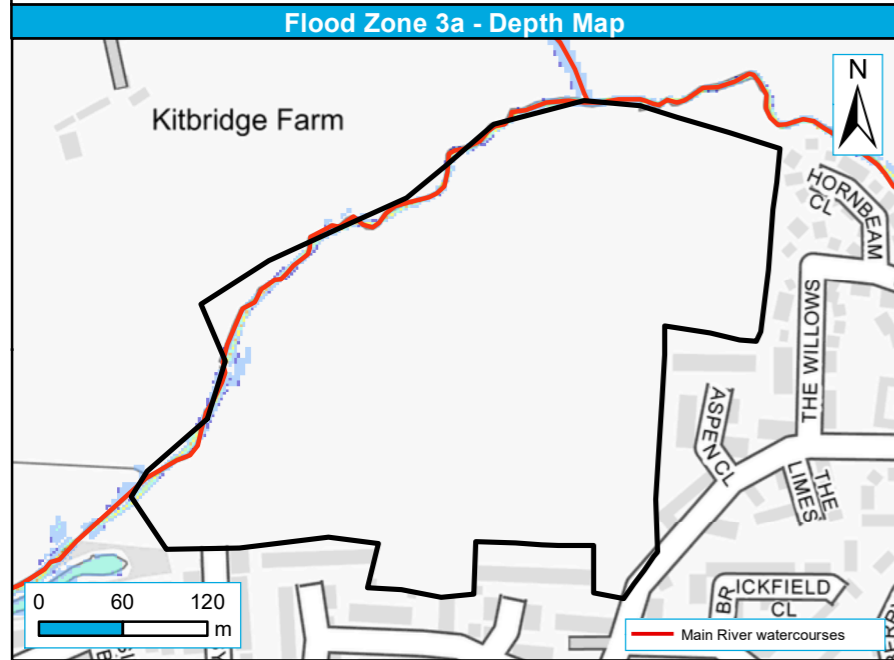 Flood Zone 3a - Depth Map
Kitbridge Farm
N
HORNBEAM
CL
THE WILLOWS
ASPEN CL
THE
LIMES
BRICKFIELD
CL
0 60 120
m
Main River watercourses